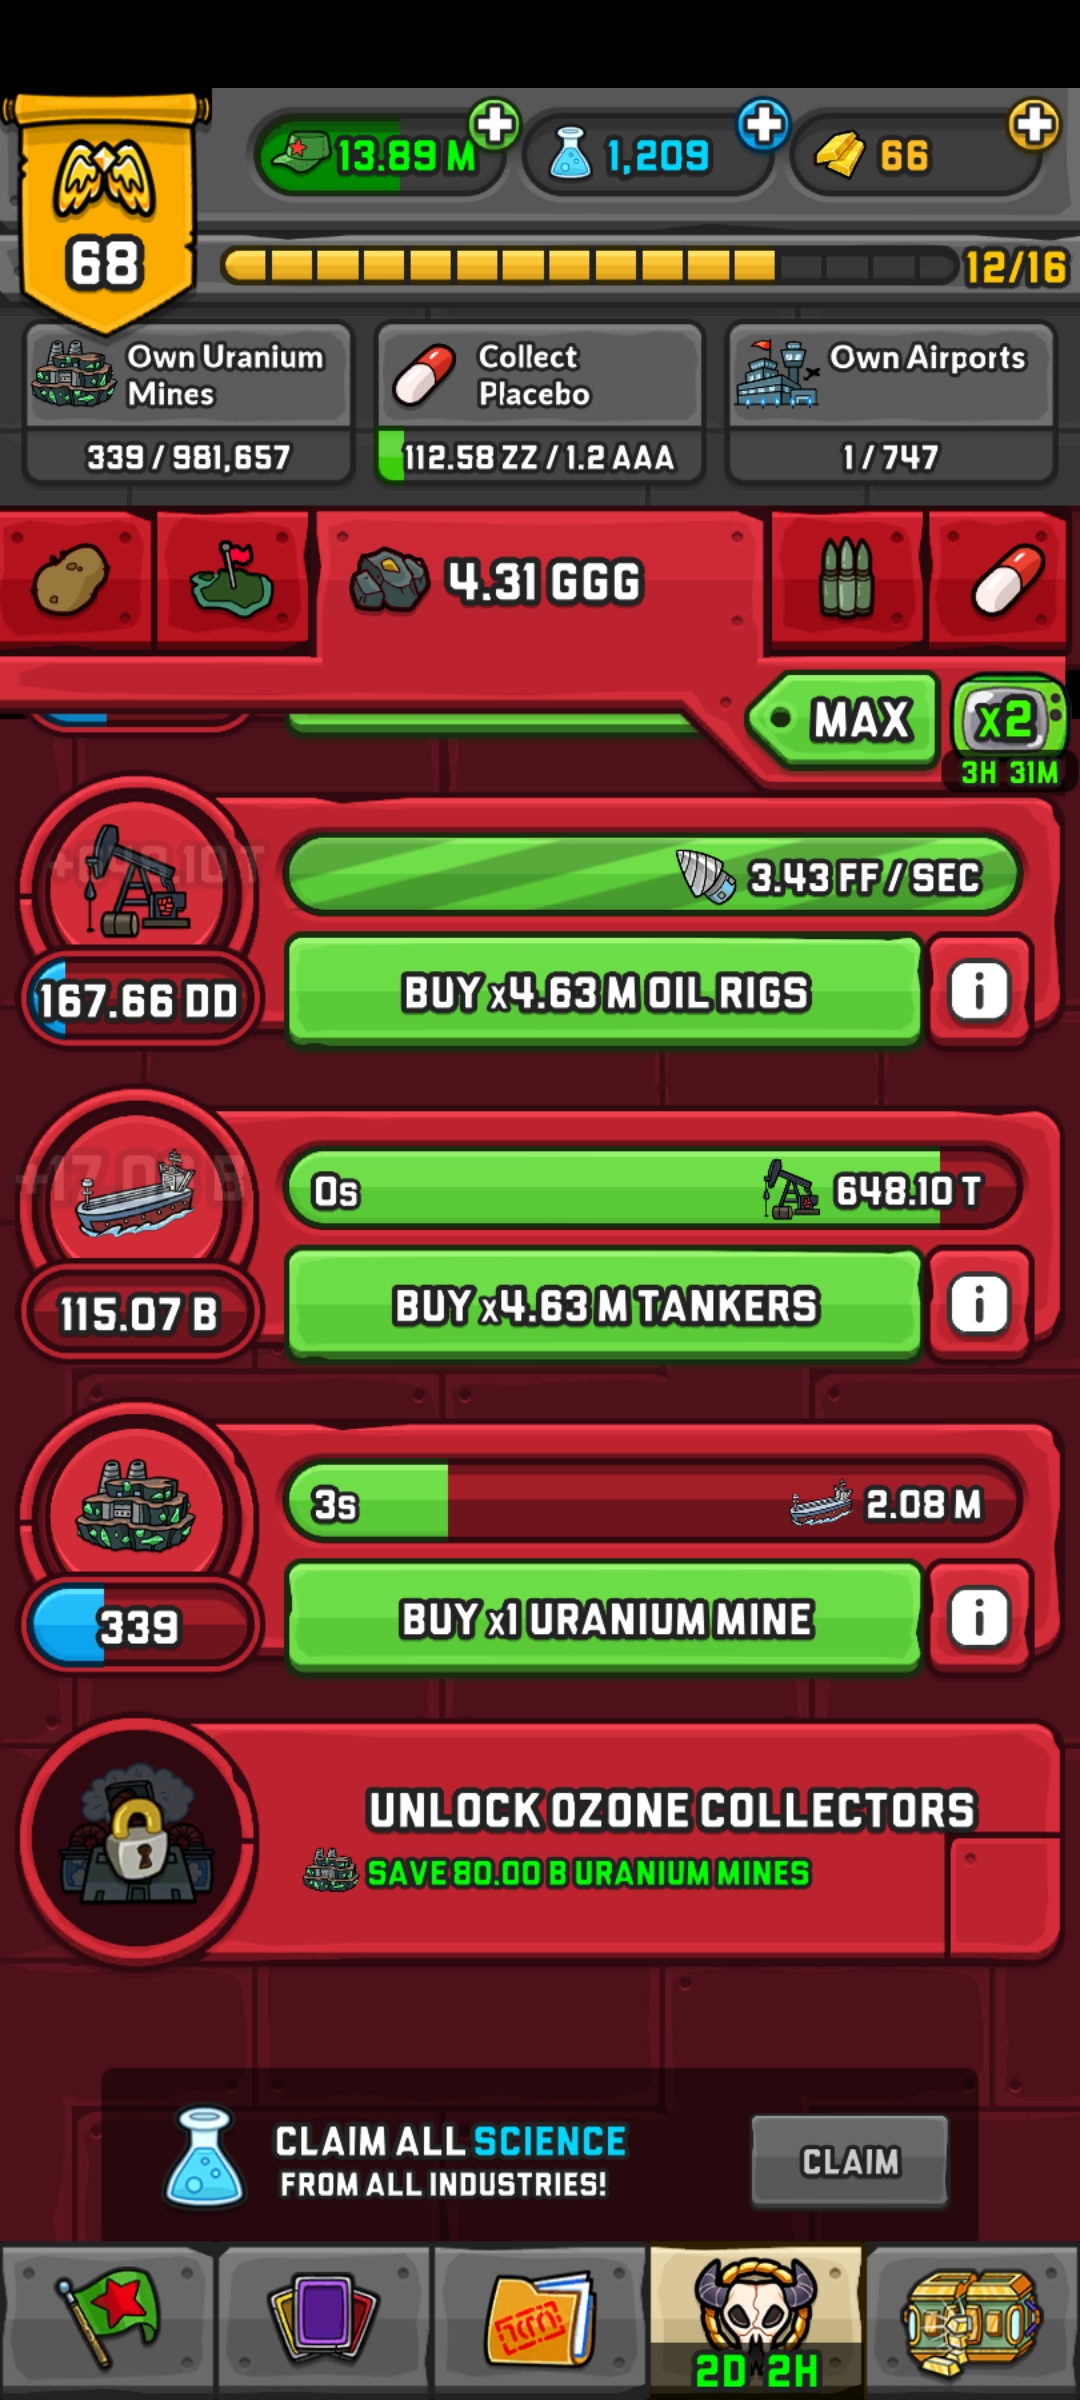 13.89 M
1,209
66
68
12/16
Own Uranium
Mines
339 / 981,657
Collect
Placebo
112.58 ZZ / 1.2 AAA
Own Airports
1 / 747
4.31 GGG
MAX
x2
3H 31M
+648.10 T
3.43 FF / SEC
167.66 DD
BUY x4.63 M OIL RIGS
i
0s
648.10 T
115.07 B
BUY x4.63 M TANKERS
i
3s
2.08 M
339
BUY x1 URANIUM MINE
i
UNLOCK OZONE COLLECTORS
SAVE 80.00 B URANIUM MINES
CLAIM ALL SCIENCE
FROM ALL INDUSTRIES!
CLAIM
2D 2H